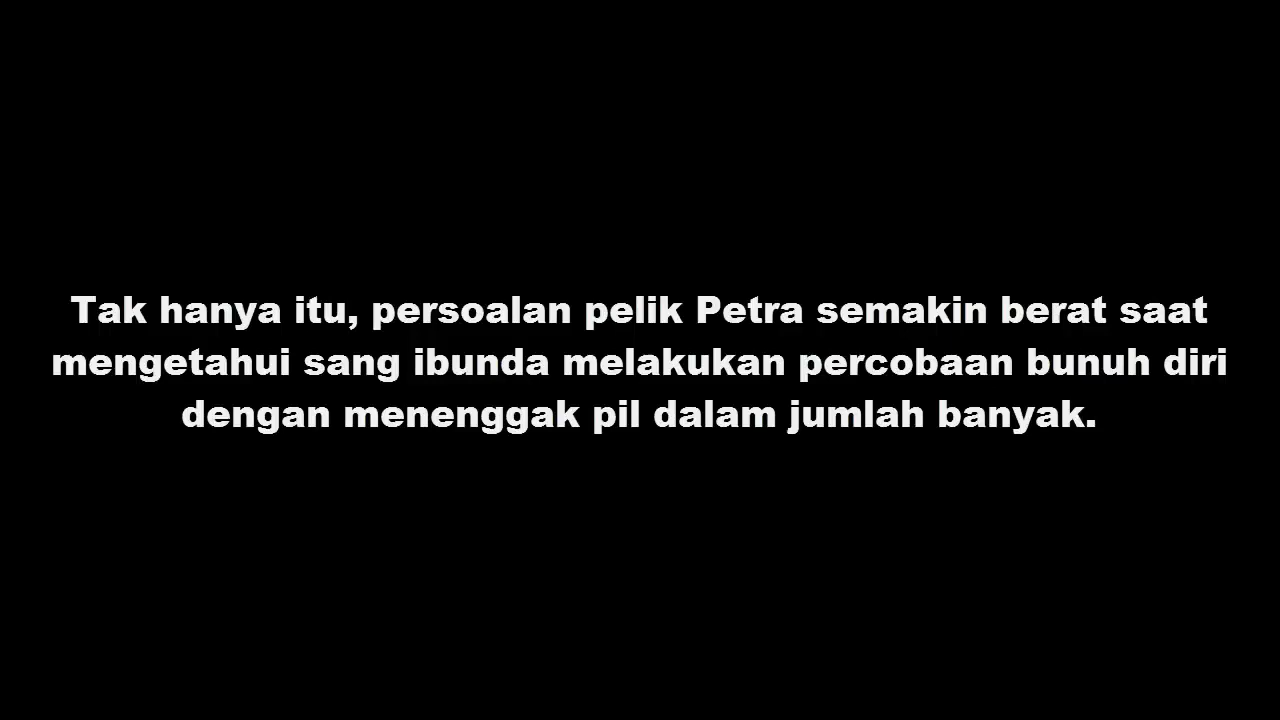 Tak hanya itu, persoalan pelik Petra semakin berat saat
mengetahui sang ibunda melakukan percobaan bunuh diri
dengan menenggak pil dalam jumlah banyak.